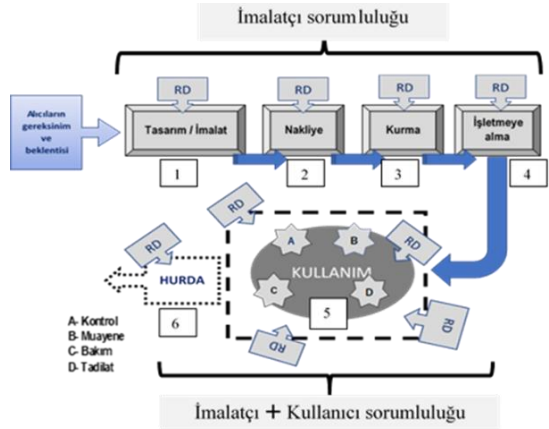 İmalatçı sorumluluğu
RD
RD
RD
RD
Alıcıların
gereksinim
ve
beklentisi
Tasarım / İmalat
Nakliye
Kurma
İşletmeye
alma
1
2
3
4
RD
RD
RD
A
B
HURDA
KULLANIM
C
D
6
5
RD
RD
A- Kontrol
B- Muayene
C- Bakım
D- Tadilat
İmalatçı + Kullanıcı sorumluluğu